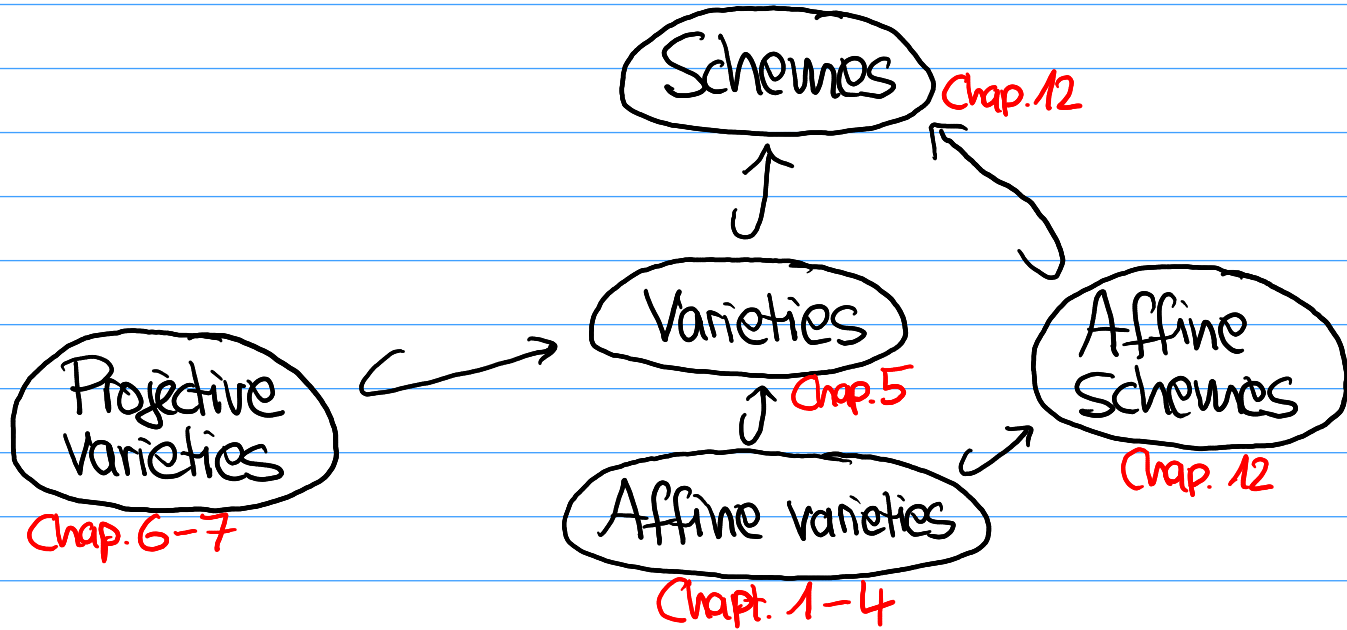 Schemes
Chap. 12
Varieties
Chap. 5
Affine
schemes
Chap. 12
Projective
varieties
Chap. 6-7
Affine varieties
Chapt. 1-4